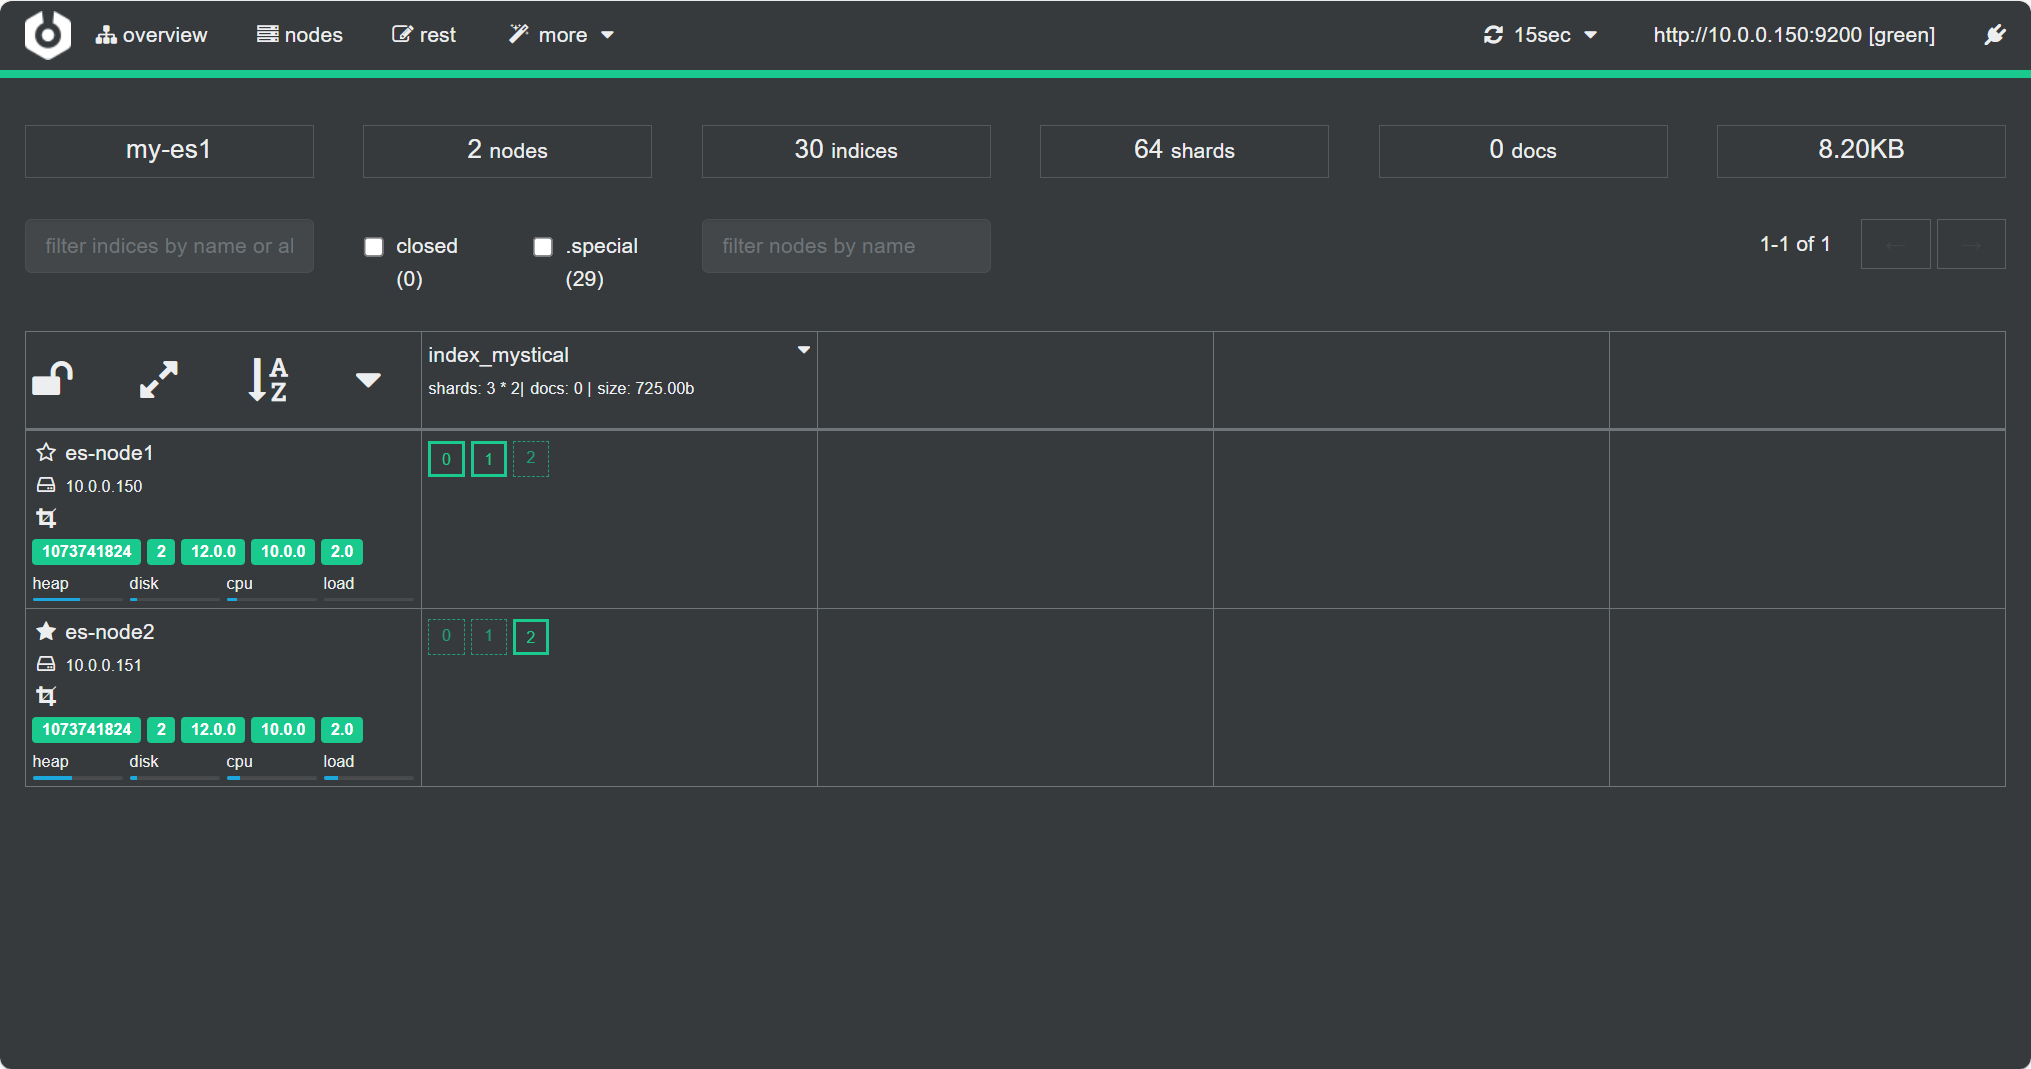 overview nodes rest more 15sec http://10.0.0.150:9200 [green]
my-es1 2 nodes 30 indices 64 shards 0 docs 8.20KB
filter indices by name or al closed .special filter nodes by name 1-1 of 1 ← →
(0) (29)
A
Z
index_mystical
shards: 3 * 2| docs: 0 | size: 725.00b
es-node1 0 1 2
10.0.0.150
1073741824 2 12.0.0 10.0.0 2.0
heap disk cpu load
es-node2 0 1 2
10.0.0.151
1073741824 2 12.0.0 10.0.0 2.0
heap disk cpu load